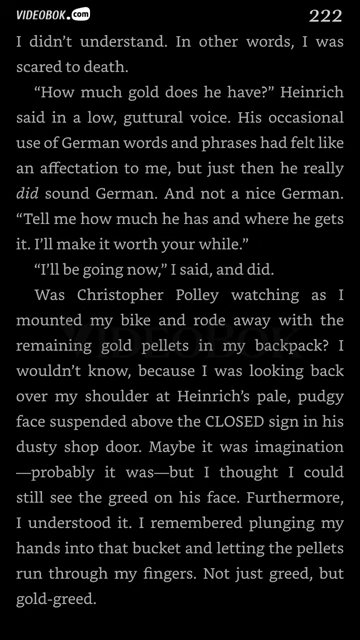 VIDEOBOK.com
222
I didn't understand. In other words, I was
scared to death.
“How much gold does he have?” Heinrich
said in a low, guttural voice. His occasional
use of German words and phrases had felt like
an affectation to me, but just then he really
did sound German. And not a nice German.
“Tell me how much he has and where he gets
it. I’ll make it worth your while.”
“I’ll be going now,” I said, and did.
Was Christopher Polley watching as I
mounted my bike and rode away with the
remaining gold pellets in my backpack? I
wouldn’t know, because I was looking back
over my shoulder at Heinrich’s pale, pudgy
face suspended above the CLOSED sign in his
dusty shop door. Maybe it was imagination
—probably it was—but I thought I could
still see the greed on his face. Furthermore,
I understood it. I remembered plunging my
hands into that bucket and letting the pellets
run through my fingers. Not just greed, but
gold-greed.
VIDEOBOK